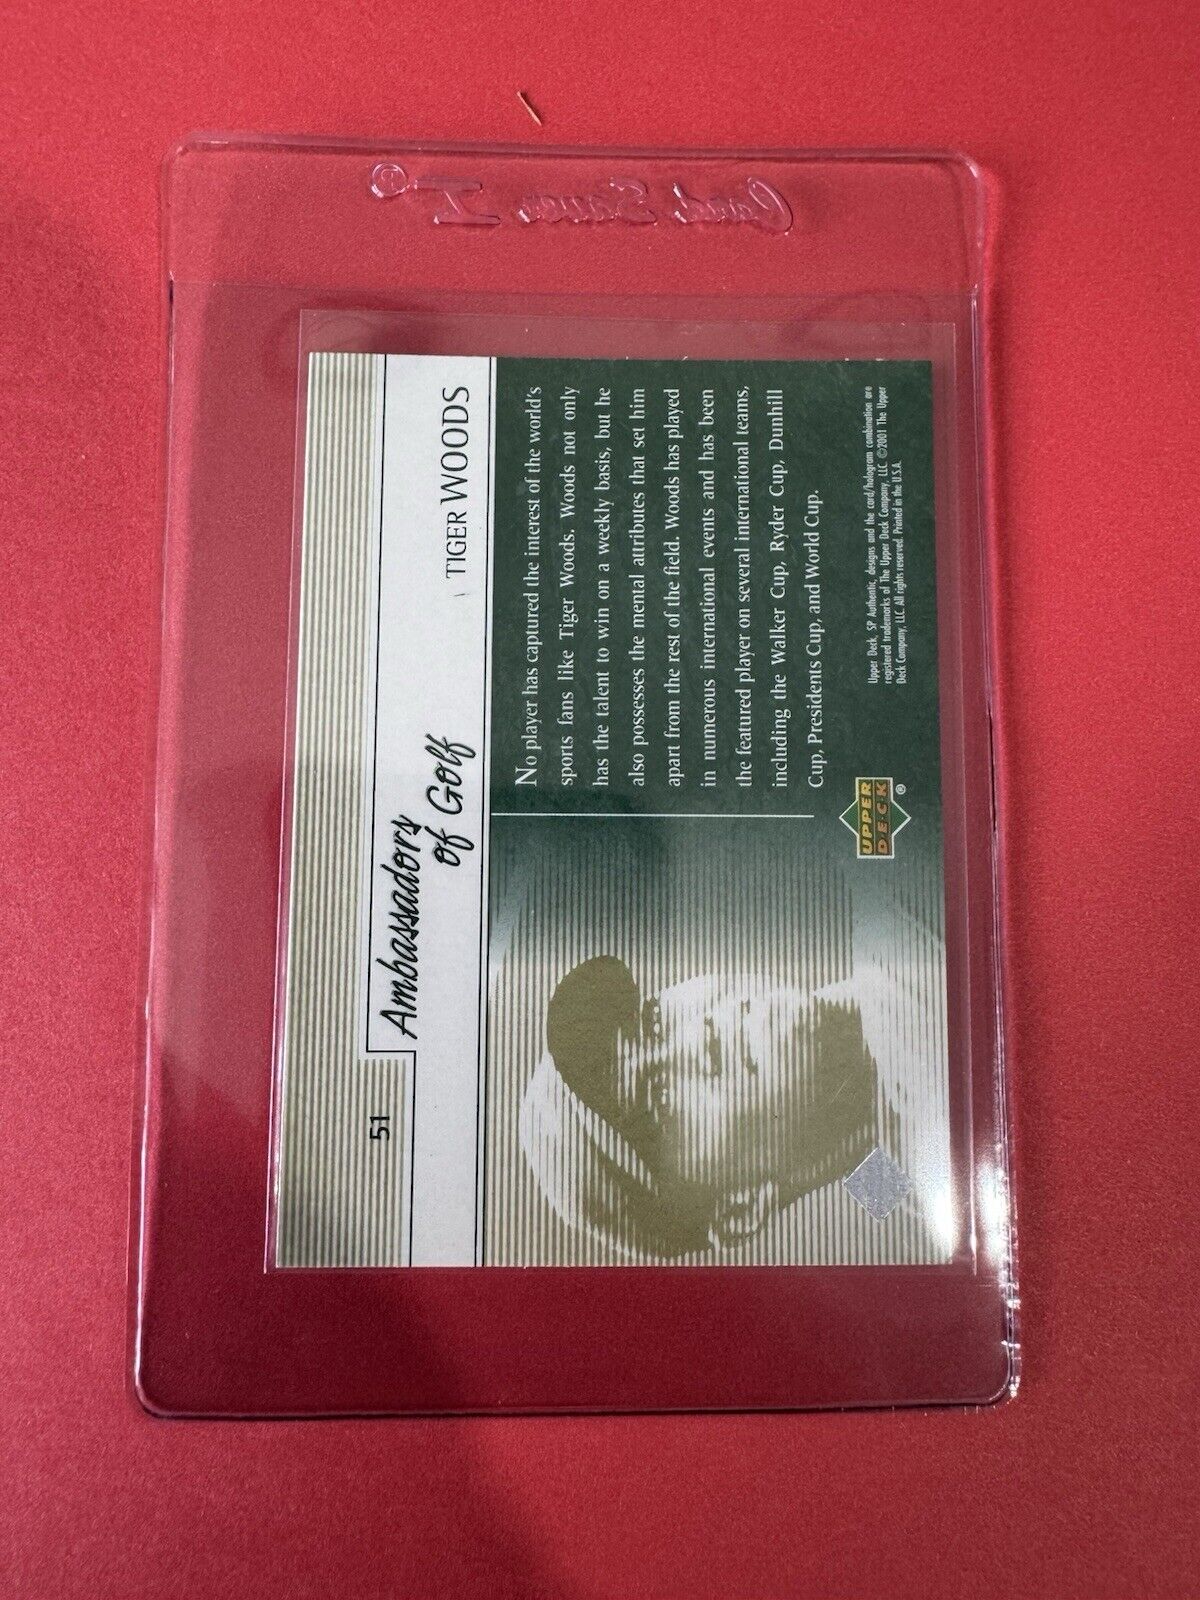 Card Saver I®
51
Ambassadors
of Golf
TIGER WOODS
No player has captured the interest of the world's
sports fans like Tiger Woods. Woods not only
has the talent to win on a weekly basis, but he
also possesses the mental attributes that set him
apart from the rest of the field. Woods has played
in numerous international events and has been
the featured player on several international teams,
including the Walker Cup, Ryder Cup, Dunhill
Cup, Presidents Cup, and World Cup.
UPPER
D·E·C·K
®
Upper Deck, SP Authentic, designs and the card/hologram combination are
registered trademarks of The Upper Deck Company, LLC. ©2001 The Upper
Deck Company, LLC. All rights reserved. Printed in the U.S.A.